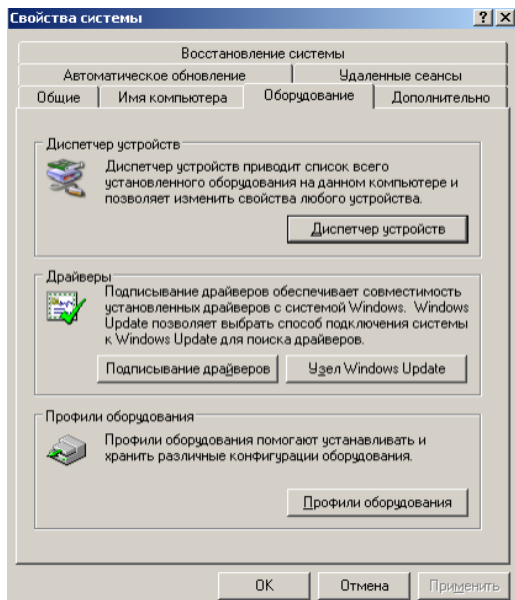 Свойства системы
Восстановление системы
Автоматическое обновление Удаленные сеансы
Общие Имя компьютера Оборудование Дополнительно
Диспетчер устройств
Диспетчер устройств приводит список всего
установленного оборудования на данном компьютере и
позволяет изменить свойства любого устройства.
Диспетчер устройств
Драйверы
Подписывание драйверов обеспечивает совместимость
установленных драйверов с системой Windows. Windows
Update позволяет выбрать способ подключения системы
к Windows Update для поиска драйверов.
Подписывание драйверов Узел Windows Update
Профили оборудования
Профили оборудования помогают устанавливать и
хранить различные конфигурации оборудования.
Профили оборудования
OK Отмена Применить